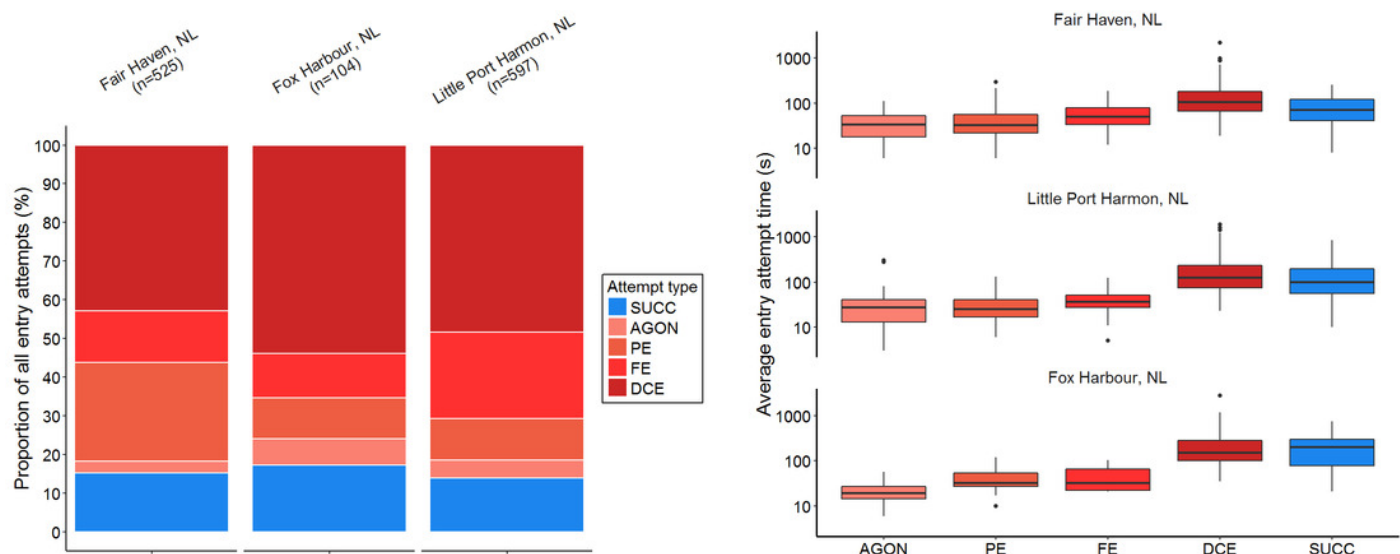 Fair Haven, NL
(n=525)
Fox Harbour, NL
(n=104)
Little Port Harmon, NL
(n=597)
Proportion of all entry attempts (%)
100
90
80
70
60
50
40
30
20
10
0
Attempt type
SUCC
AGON
PE
FE
DCE
Average entry attempt time (s)
Fair Haven, NL
1000
100
10
Little Port Harmon, NL
1000
100
10
Fox Harbour, NL
1000
100
10
AGON PE FE DCE SUCC